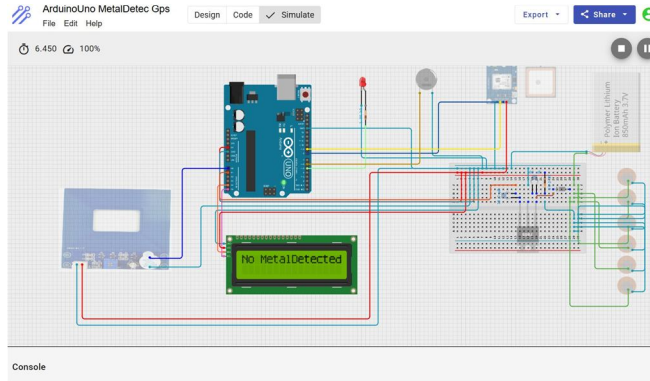 ArduinoUno MetalDetec Gps
File Edit Help
Design Code Simulate
Export Share
6.450 100%
UNO
Polymer Lithium
Ion Battery
850mAh 3.7V
No MetalDetected
Console